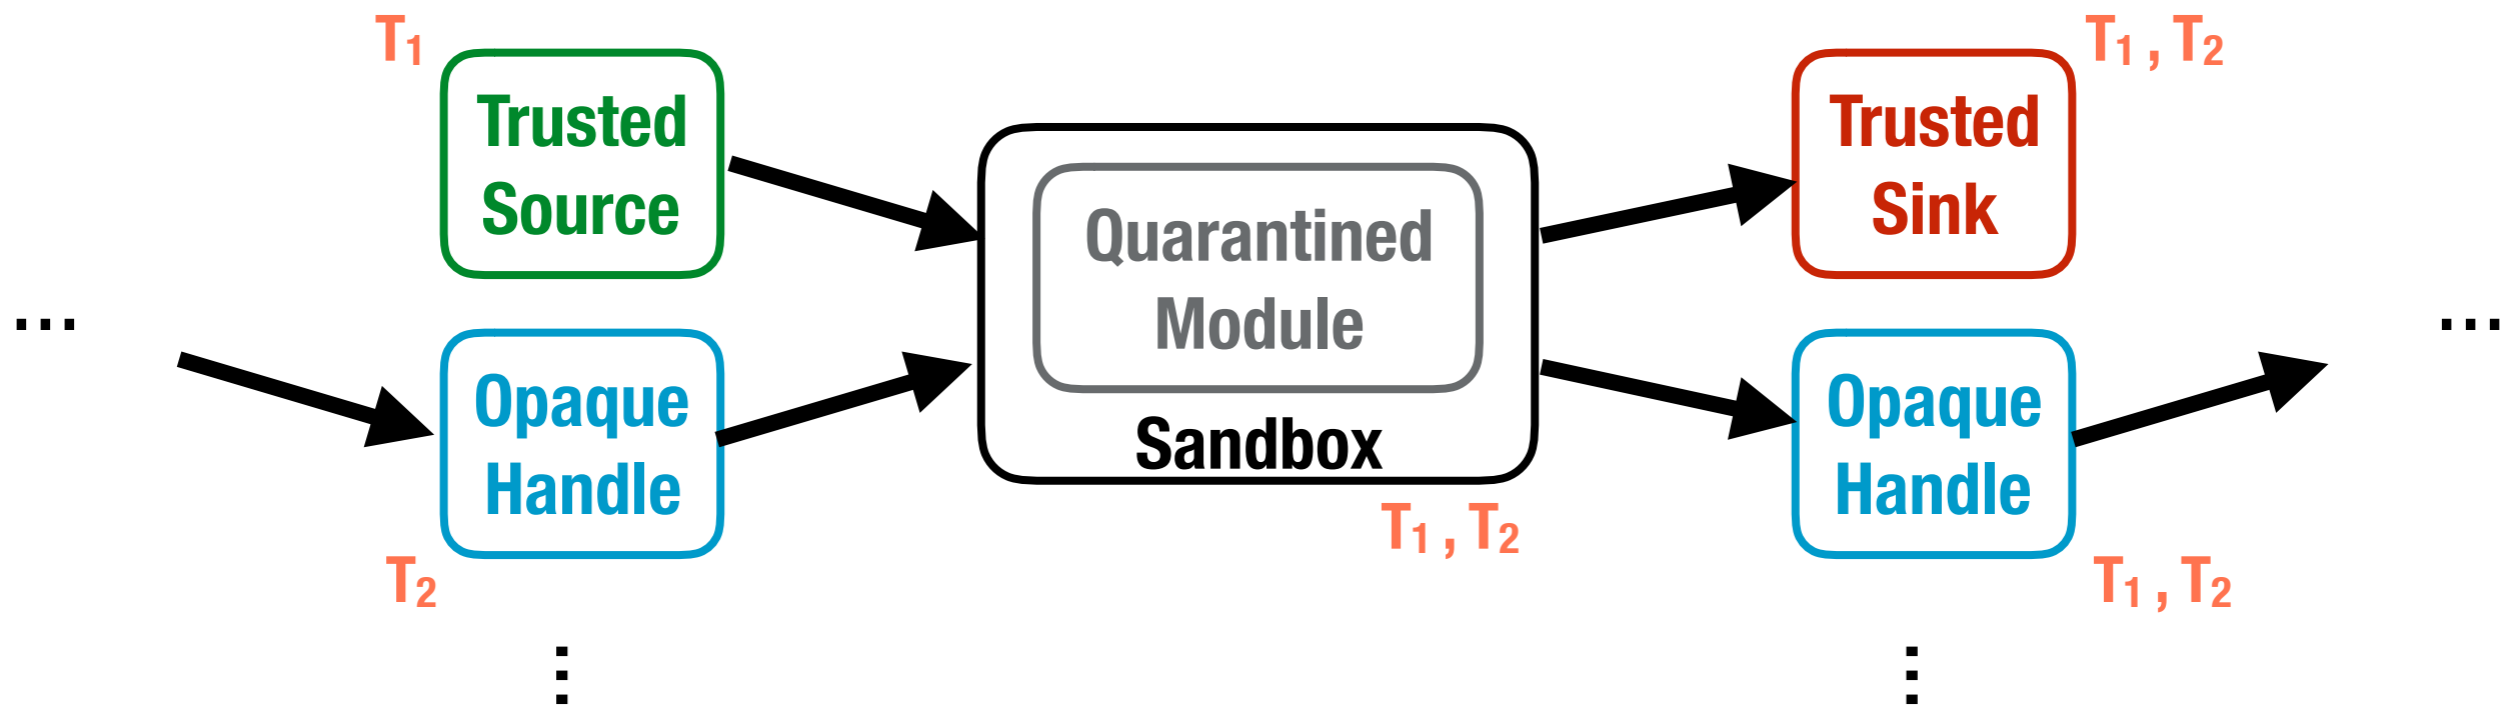 T₁
Trusted
Source
T₁ , T₂
Trusted
Sink
Quarantined
Module
Sandbox
T₁ , T₂
...
Opaque
Handle
T₂
Opaque
Handle
T₁ , T₂
...